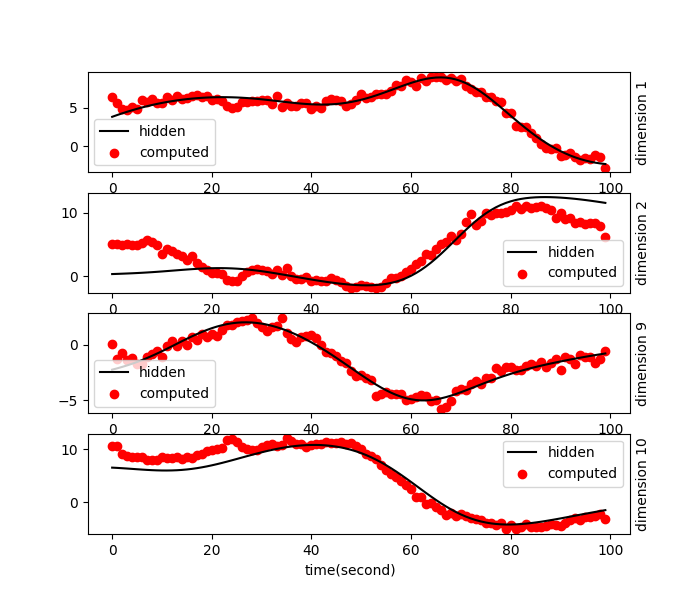 5
0
hidden
computed
0 20 40 60 80 100
dimension 1
10
0
hidden
computed
0 20 40 60 80 100
dimension 2
0
−5
hidden
computed
0 20 40 60 80 100
dimension 9
10
0
hidden
computed
0 20 40 60 80 100
dimension 10
time(second)